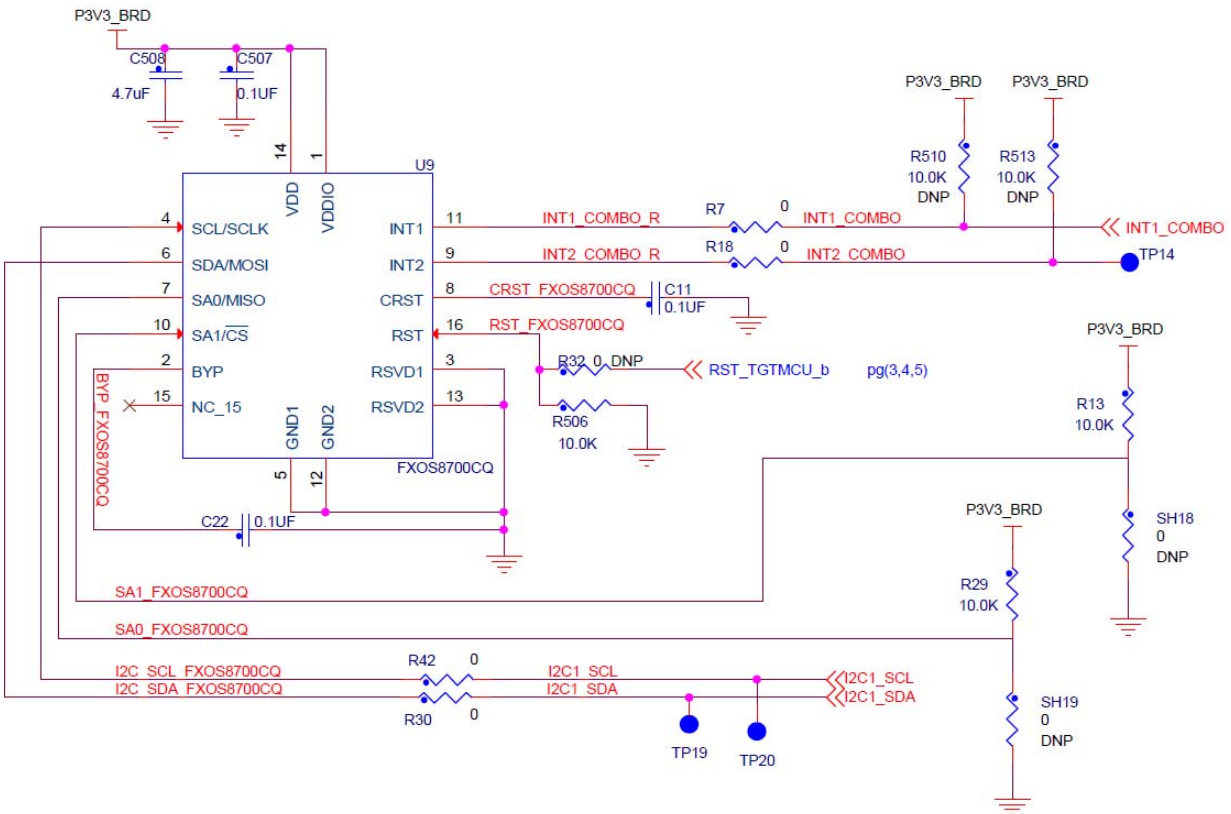 P3V3_BRD
C508
C507
4.7uF
0.1UF
P3V3_BRD
P3V3_BRD
14
1
R510
10.0K
DNP
R513
10.0K
DNP
U9
VDD
VDDIO
4
SCL/SCLK
INT1
11
INT1_COMBO_R
R7
0
INT1_COMBO
INT1_COMBO
6
SDA/MOSI
INT2
9
INT2_COMBO_R
R18
0
INT2_COMBO
TP14
7
SA0/MISO
CRST
8
CRST_FXOS8700CQ
C11
0.1UF
10
SA1/CS
RST
16
RST_FXOS8700CQ
P3V3_BRD
2
BYP
RSVD1
3
R32 0 DNP
RST_TGTMCU_b
pg(3,4,5)
BYP_FXOS8700CQ
15
NC_15
RSVD2
13
R506
10.0K
R13
10.0K
GND1
GND2
FXOS8700CQ
5
12
C22
0.1UF
P3V3_BRD
SH18
0
DNP
SA1_FXOS8700CQ
R29
10.0K
SA0_FXOS8700CQ
I2C_SCL_FXOS8700CQ
R42
0
I2C1_SCL
I2C1_SCL
I2C_SDA_FXOS8700CQ
R30
0
I2C1_SDA
I2C1_SDA
SH19
0
DNP
TP19
TP20